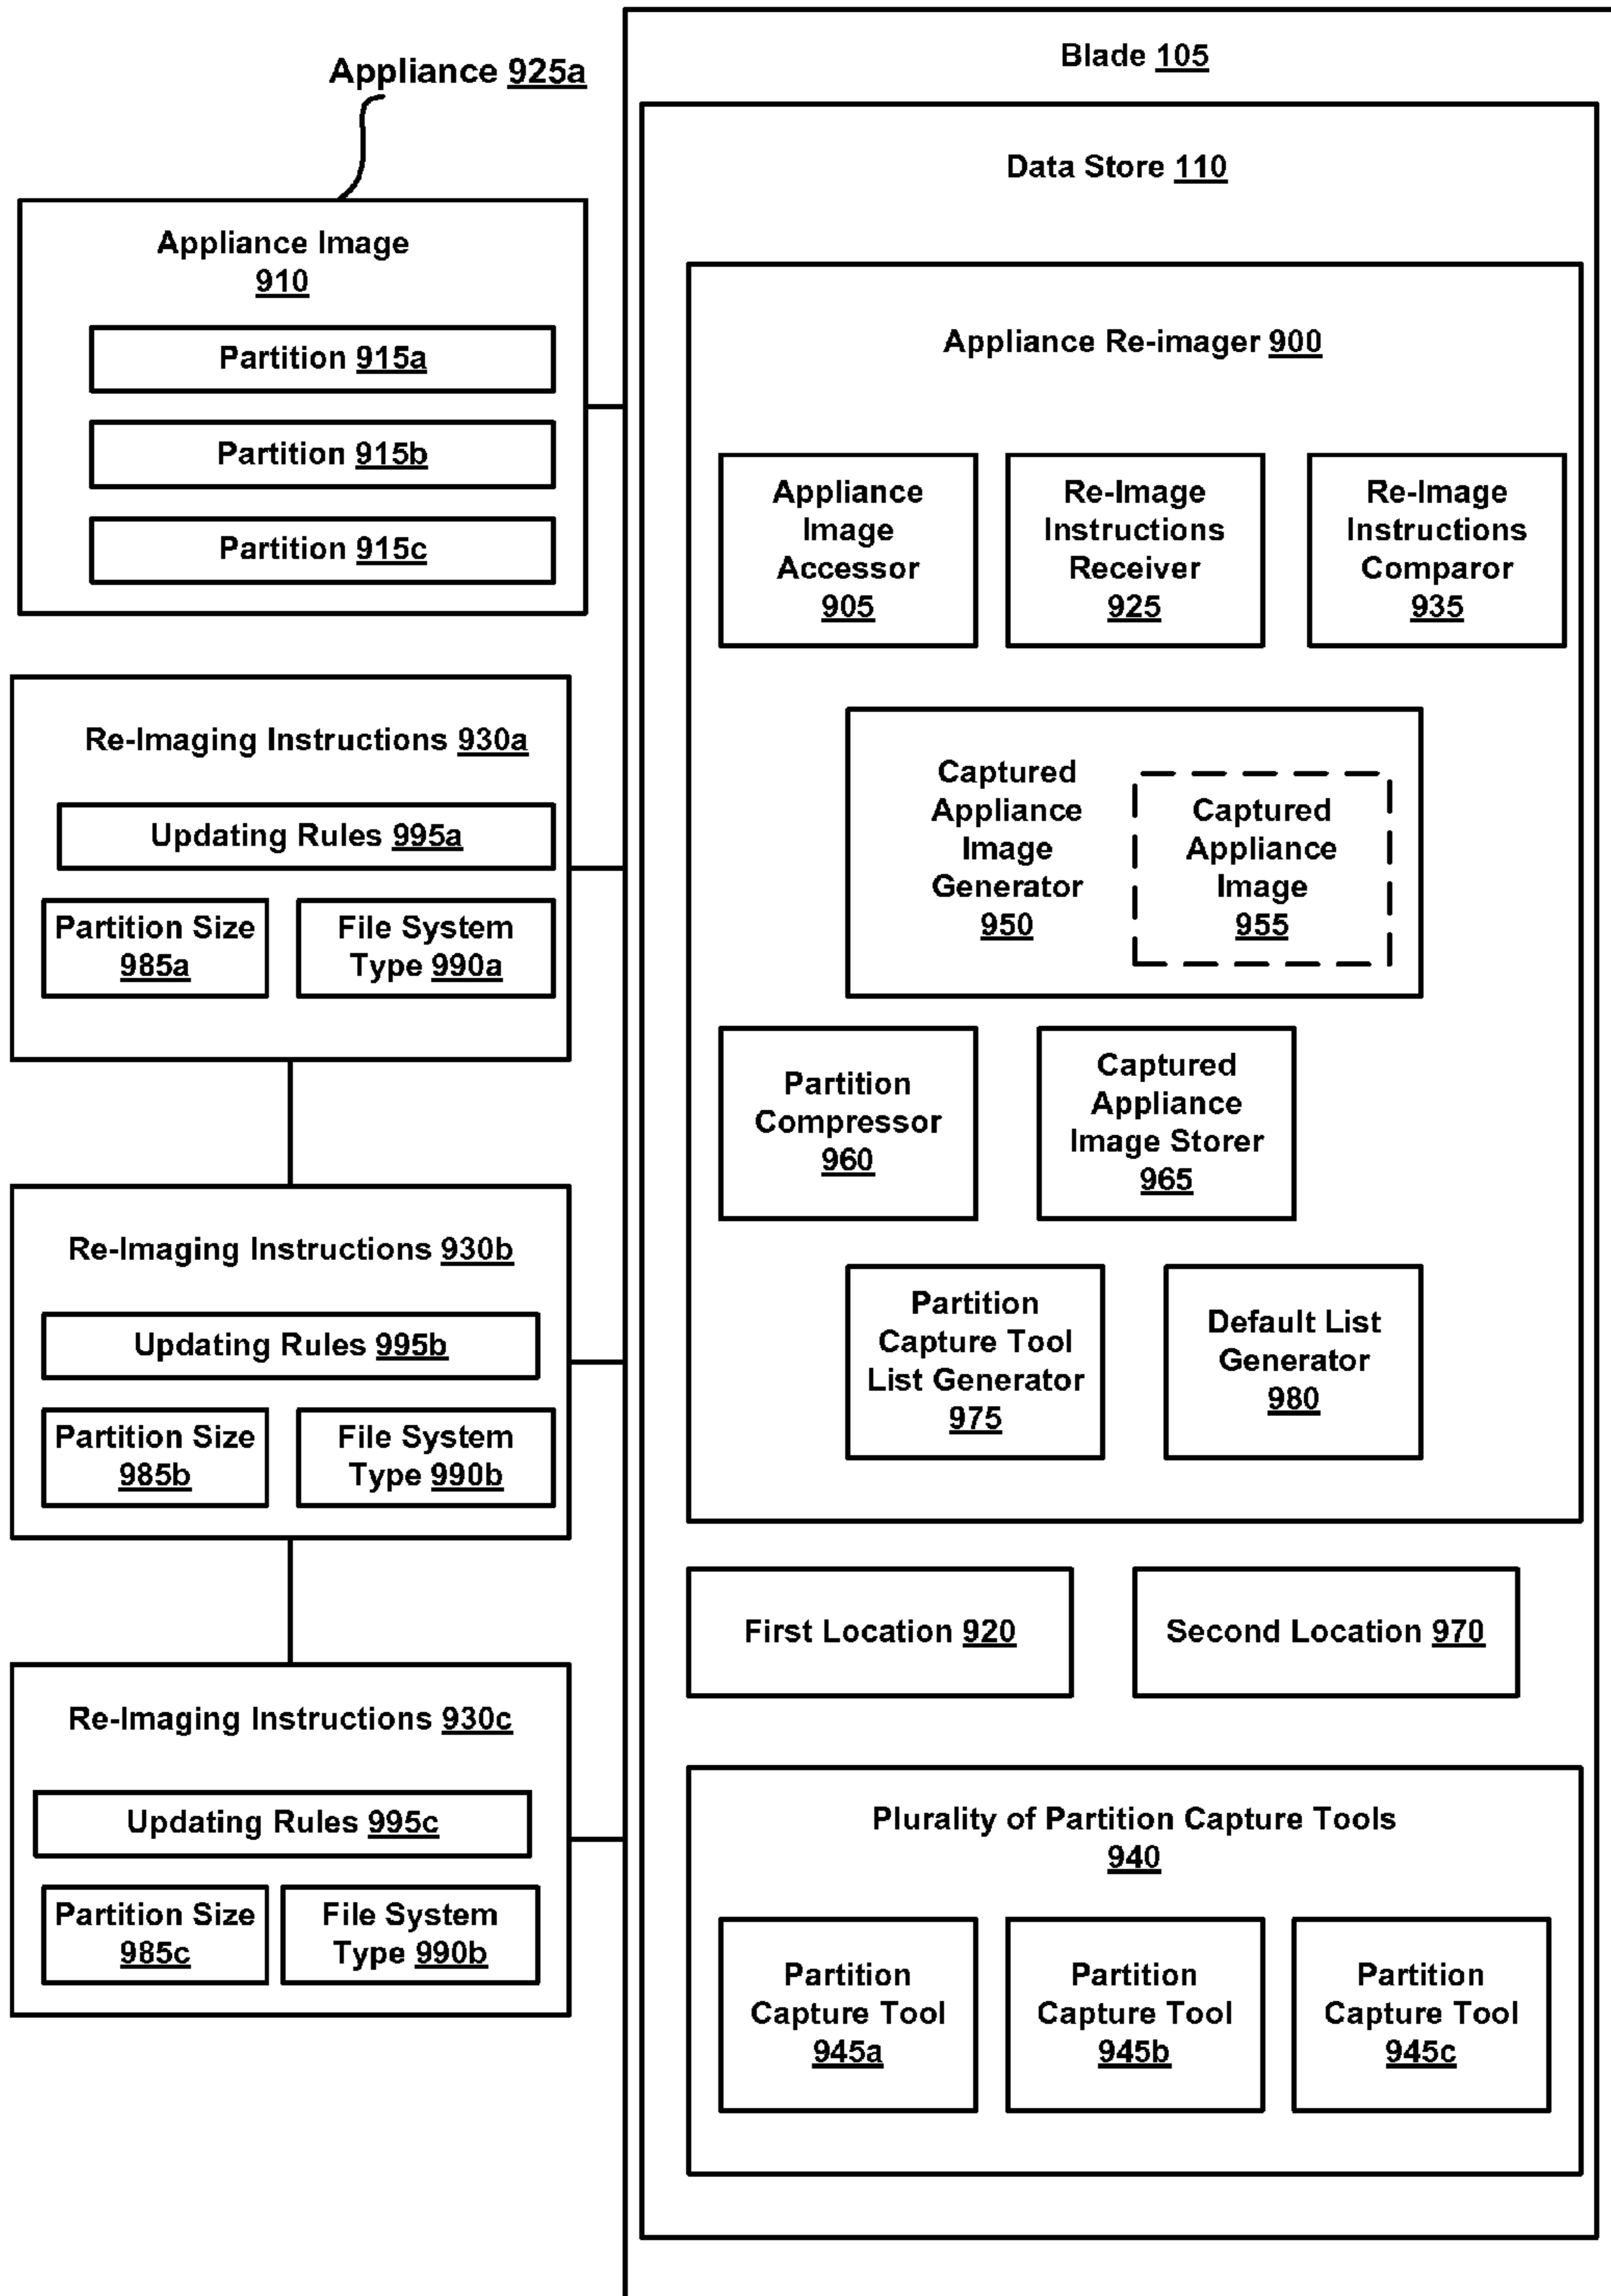 Appliance 925a
Appliance Image
910
Partition 915a
Partition 915b
Partition 915c
Re-Imaging Instructions 930a
Updating Rules 995a
Partition Size
985a
File System
Type 990a
Re-Imaging Instructions 930b
Updating Rules 995b
Partition Size
985b
File System
Type 990b
Re-Imaging Instructions 930c
Updating Rules 995c
Partition Size
985c
File System
Type 990b
Blade 105
Data Store 110
Appliance Re-imager 900
Appliance
Image
Accessor
905
Re-Image
Instructions
Receiver
925
Re-Image
Instructions
Comparor
935
Captured
Appliance
Image
Generator
950
Captured
Appliance
Image
955
Partition
Compressor
960
Captured
Appliance
Image Storer
965
Partition
Capture Tool
List Generator
975
Default List
Generator
980
First Location 920
Second Location 970
Plurality of Partition Capture Tools
940
Partition
Capture Tool
945a
Partition
Capture Tool
945b
Partition
Capture Tool
945c